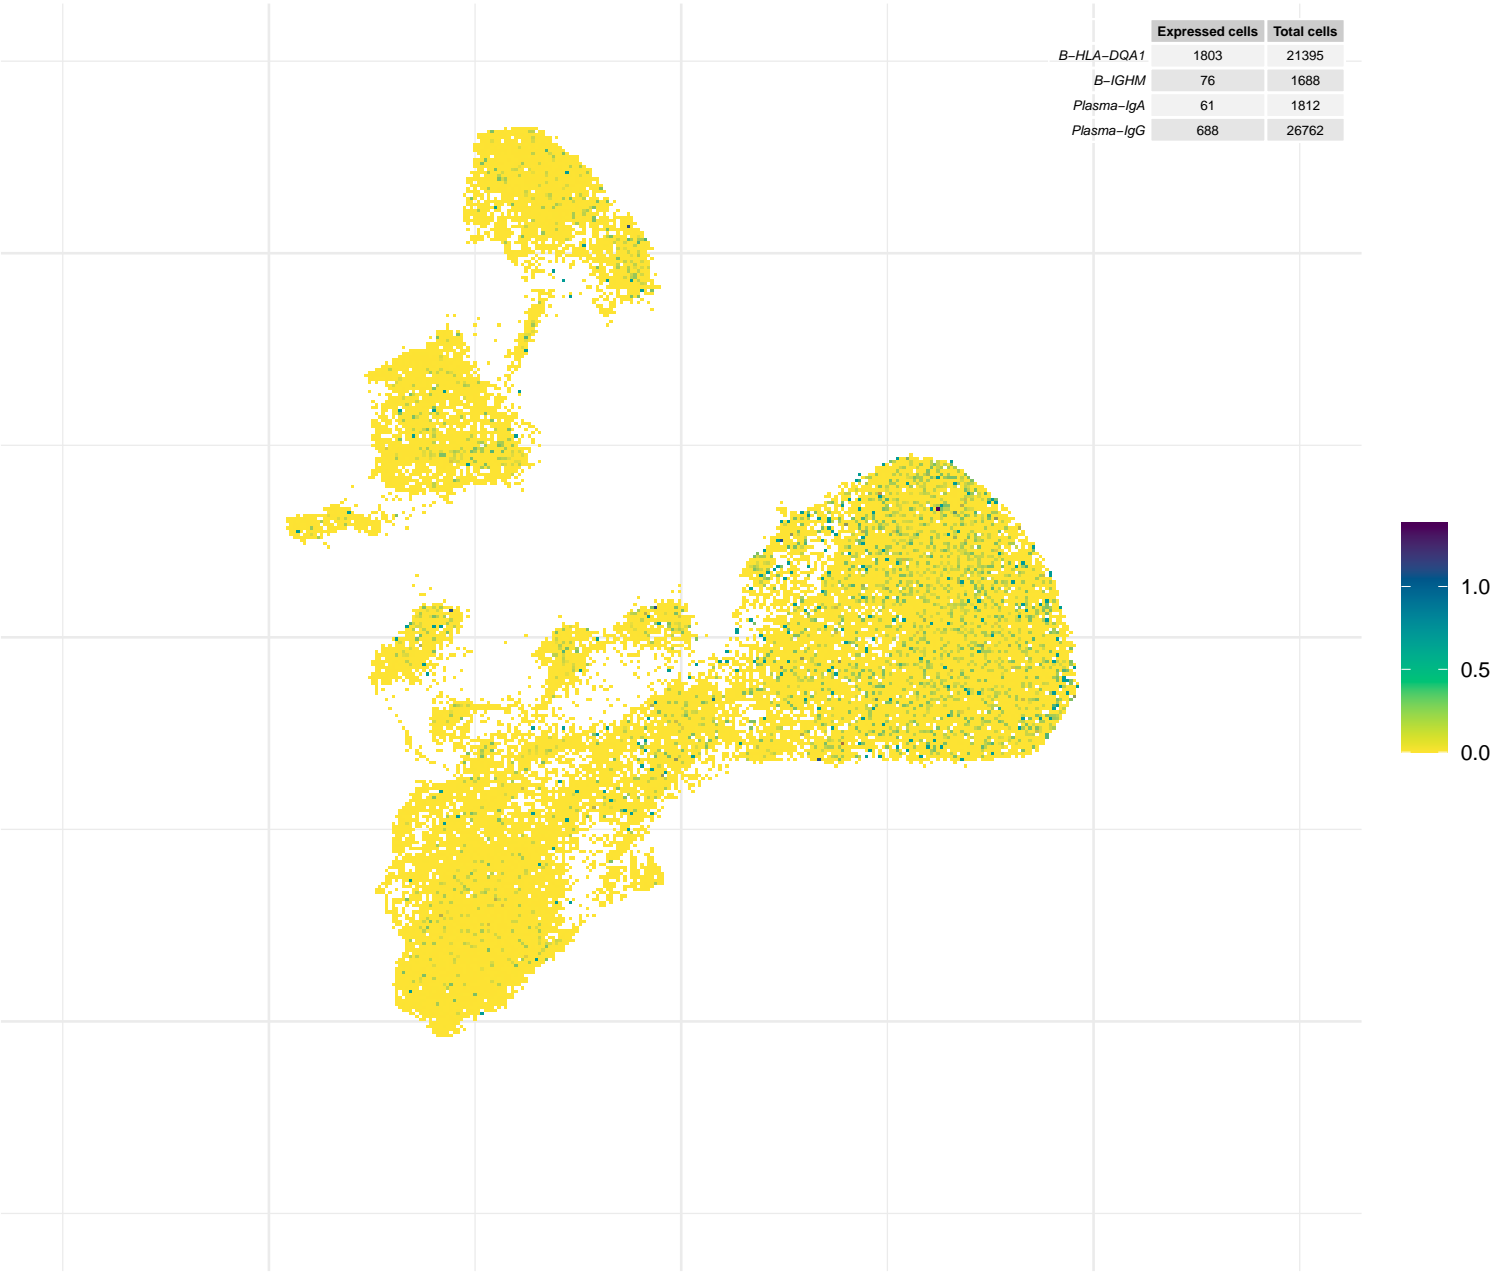 Expressed cells Total cells
B−HLA−DQA1 1803 21395
B−IGHM 76 1688
Plasma−IgA 61 1812
Plasma−IgG 688 26762
1.0
0.5
0.0